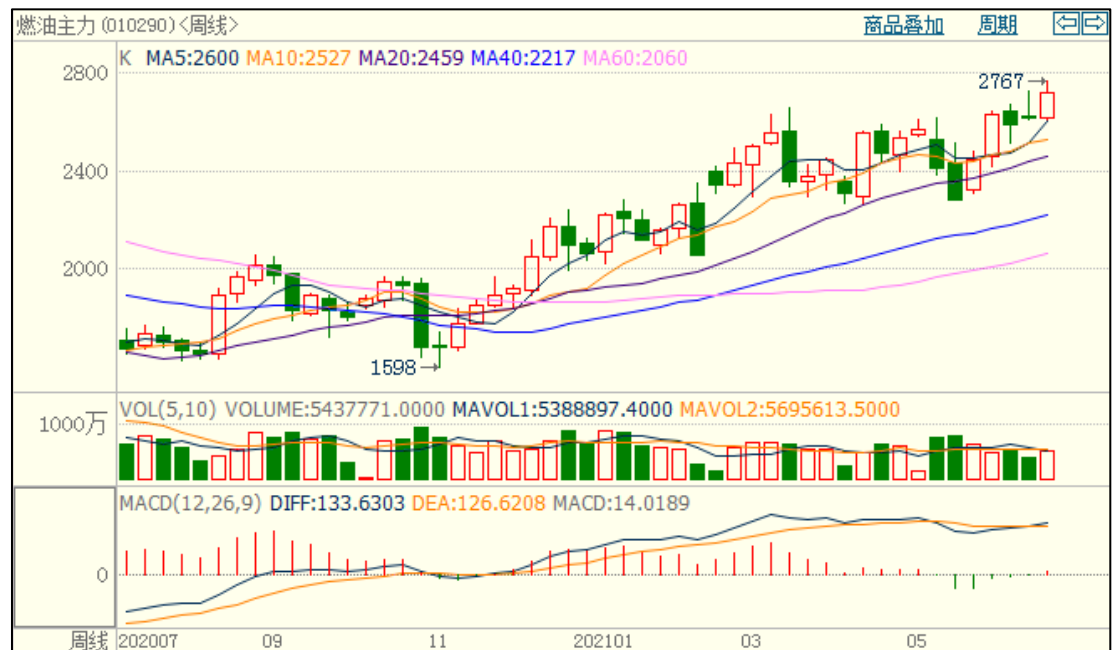 燃油主力(010290)<周线> 商品叠加 周期
K MA5:2600 MA10:2527 MA20:2459 MA40:2217 MA60:2060
2800
2767
2400
2000
1598
VOL(5,10) VOLUME:5437771.0000 MAVOL1:5388897.4000 MAVOL2:5695613.5000
1000万
MACD(12,26,9) DIFF:133.6303 DEA:126.6208 MACD:14.0189
0
周线 202007 09 11 202101 03 05